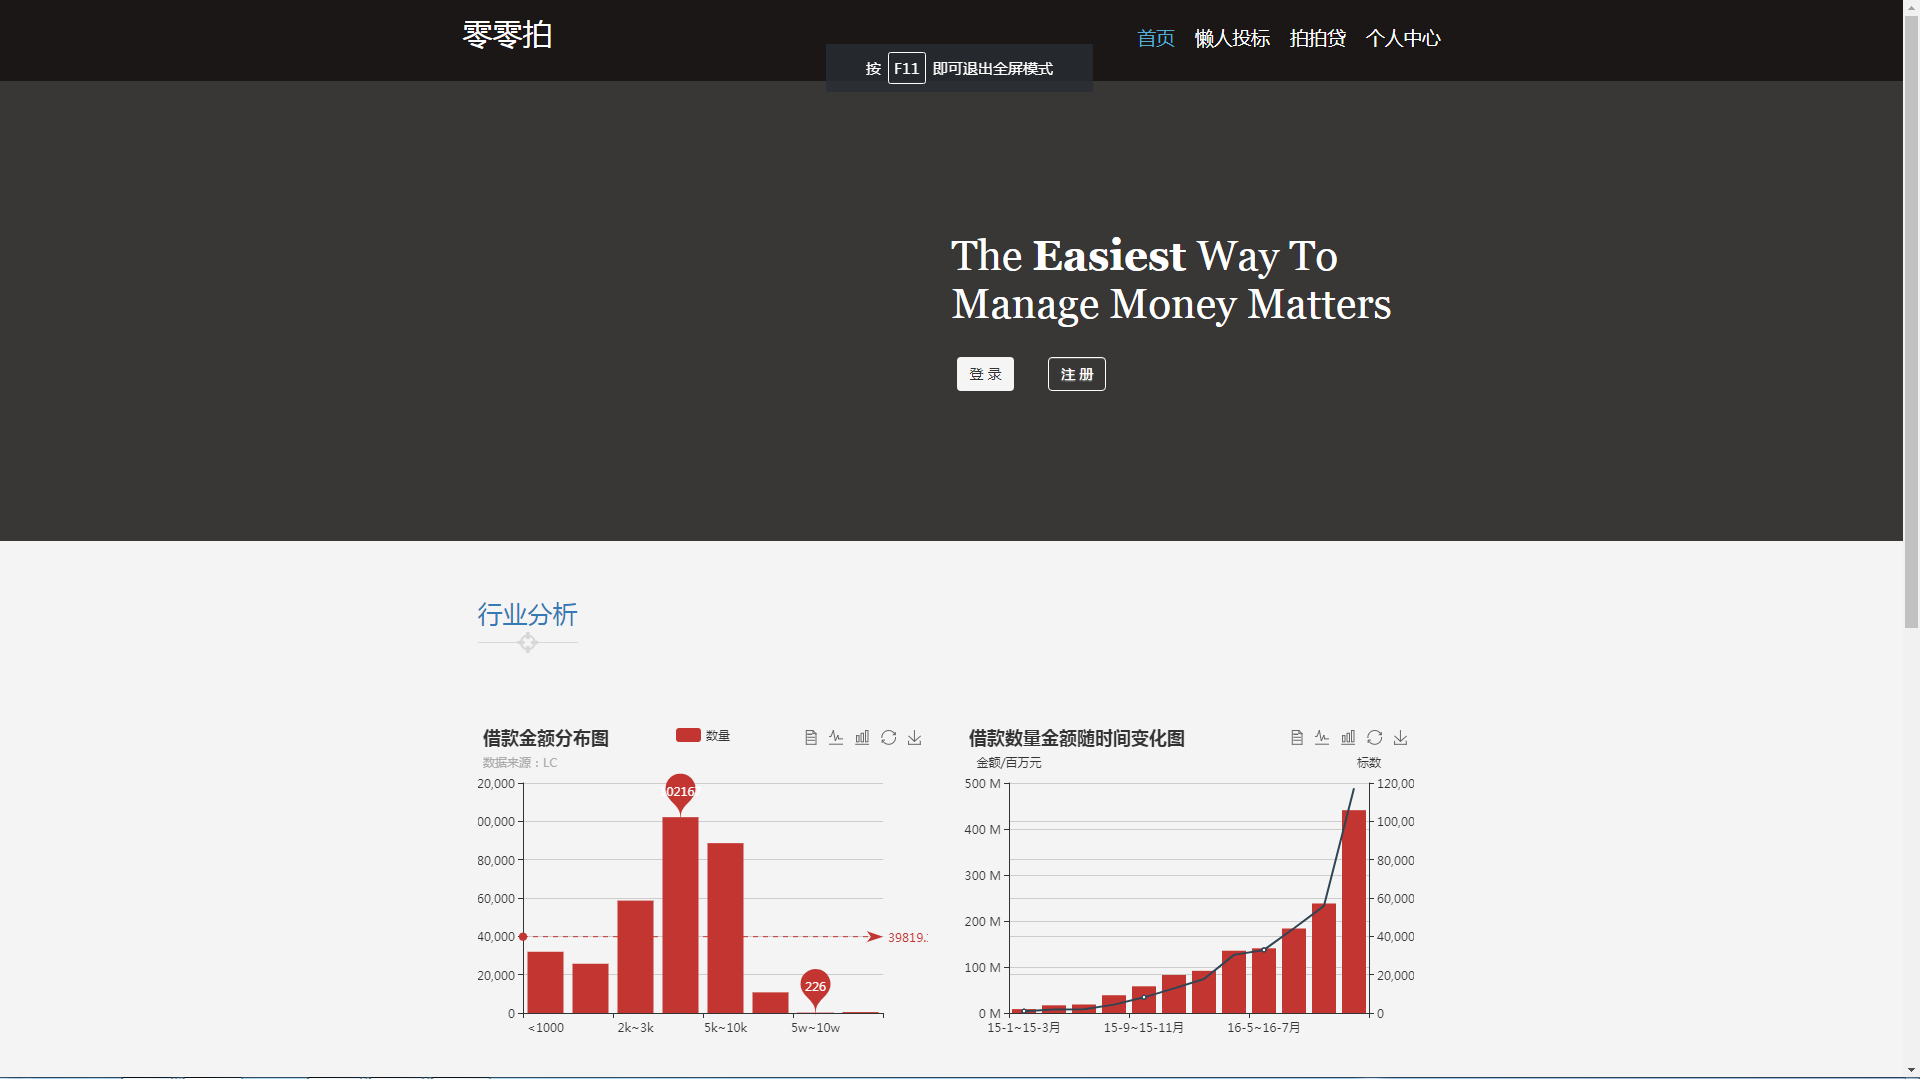 零零拍
首页 懒人投标 拍拍贷 个人中心
按 F11 即可退出全屏模式
The Easiest Way To
Manage Money Matters
登 录 注 册
行业分析
借款金额分布图
数量
数据来源：LC
20,000
00,000
80,000
60,000
40,000
20,000
0
02167
226
39819.
<1000 2k~3k 5k~10k 5w~10w
借款数量金额随时间变化图
金额/百万元 标数
500 M
400 M
300 M
200 M
100 M
0 M
120,00
100,00
80,000
60,000
40,000
20,000
0
15-1~15-3月 15-9~15-11月 16-5~16-7月